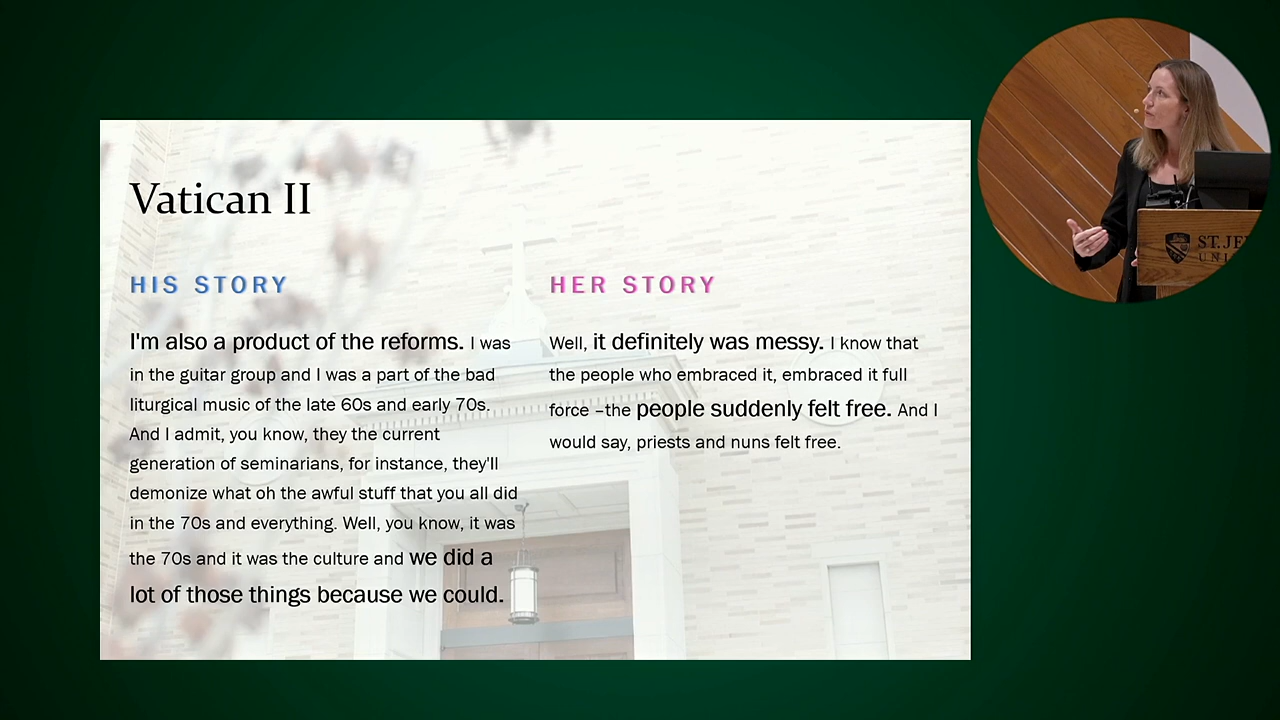 Vatican II
HIS STORY
I'm also a product of the reforms. I was
in the guitar group and I was a part of the bad
liturgical music of the late 60s and early 70s.
And I admit, you know, they the current
generation of seminarians, for instance, they'll
demonize what oh the awful stuff that you all did
in the 70s and everything. Well, you know, it was
the 70s and it was the culture and we did a
lot of those things because we could.
HER STORY
Well, it definitely was messy. I know that
the people who embraced it, embraced it full
force –the people suddenly felt free. And I
would say, priests and nuns felt free.
ST. JE
UNI